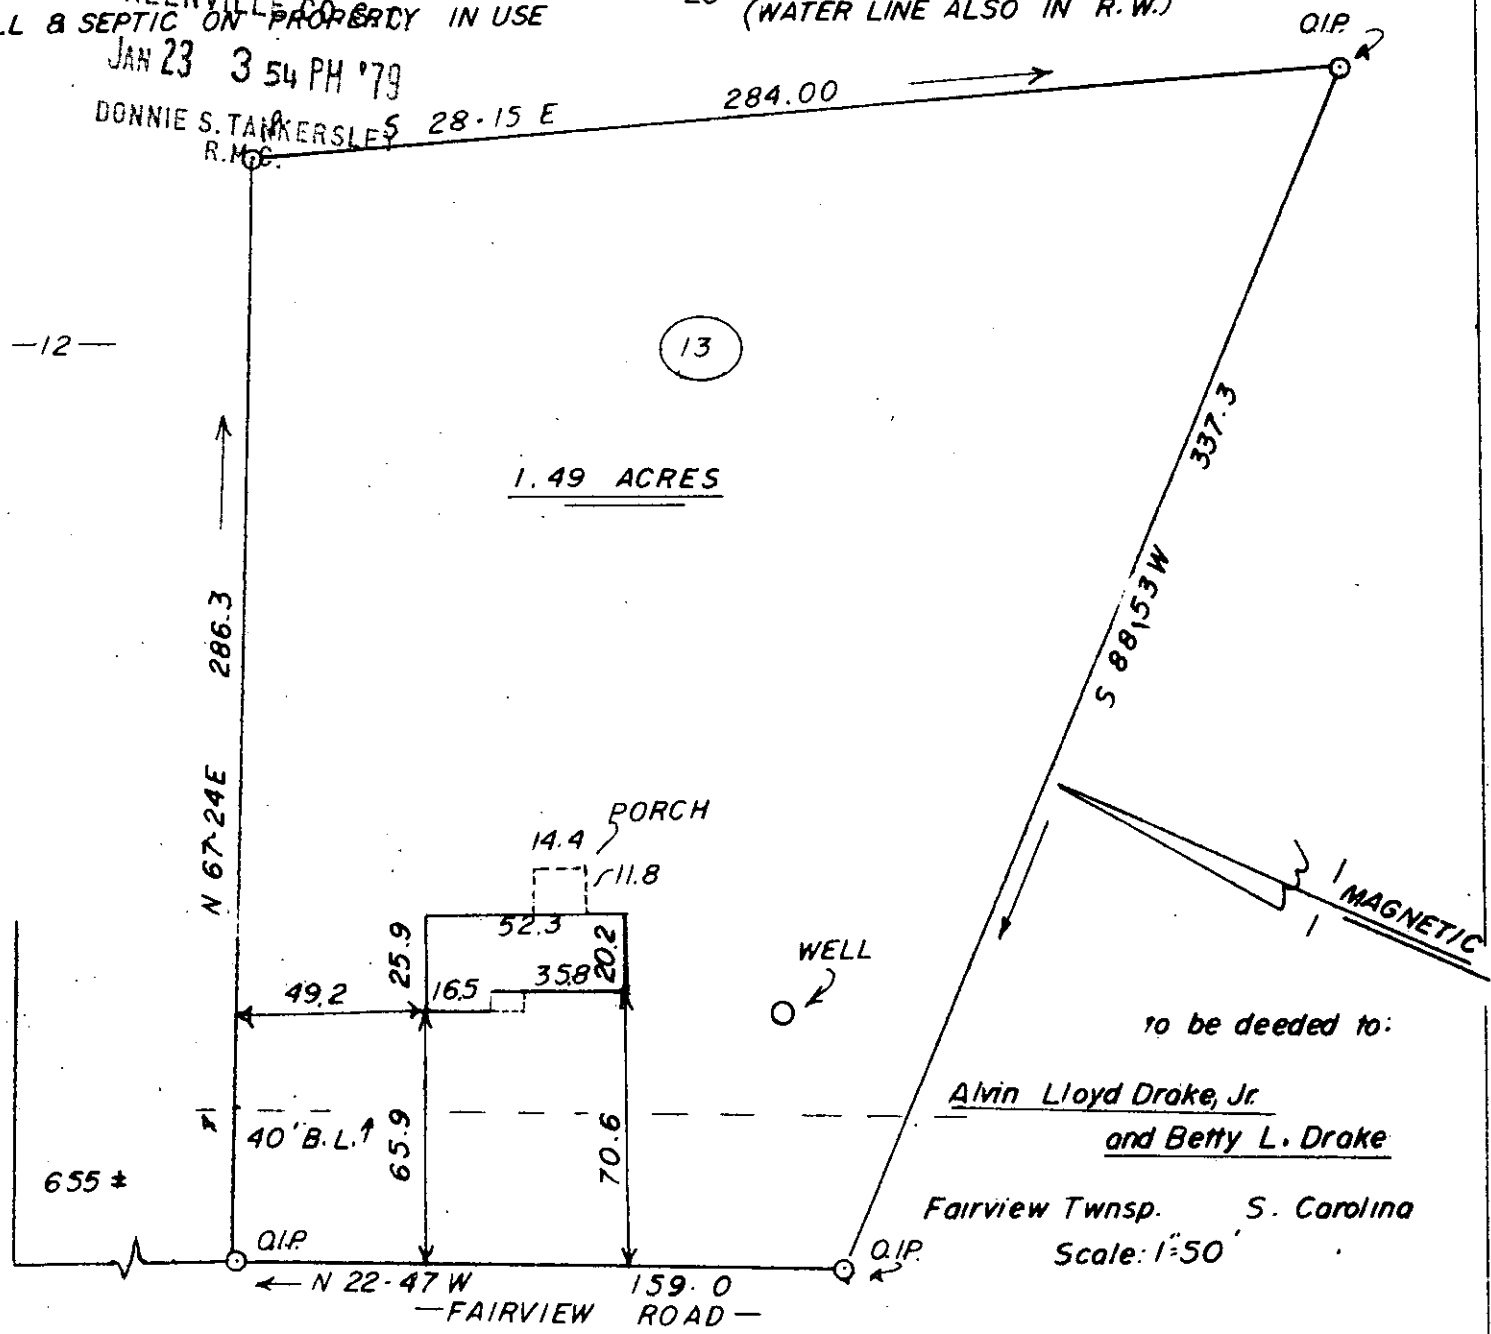 & SEPTIC ON PROPERTY IN USE
(WATER LINE ALSO IN R.W.)
JAN 23 3 54 PM '79
DONNIE S. TANKERSLEY
R.M.C.
S 28-15 E
284.00
O.I.P.
-12-
13
1.49 ACRES
337.3
S 88-53 W
N 67-24 E 286.3
PORCH
14.4
11.8
52.3
25.9
20.2
16.5
35.8
49.2
WELL
MAGNETIC
to be deeded to:
Alvin Lloyd Drake, Jr.
and Betty L. Drake
40' B.L.
65.9
70.6
655 ±
Fairview Twnsp. S. Carolina
Scale: 1"=50'
O.I.P.
O.I.P.
N 22-47 W 159.0
-FAIRVIEW ROAD-